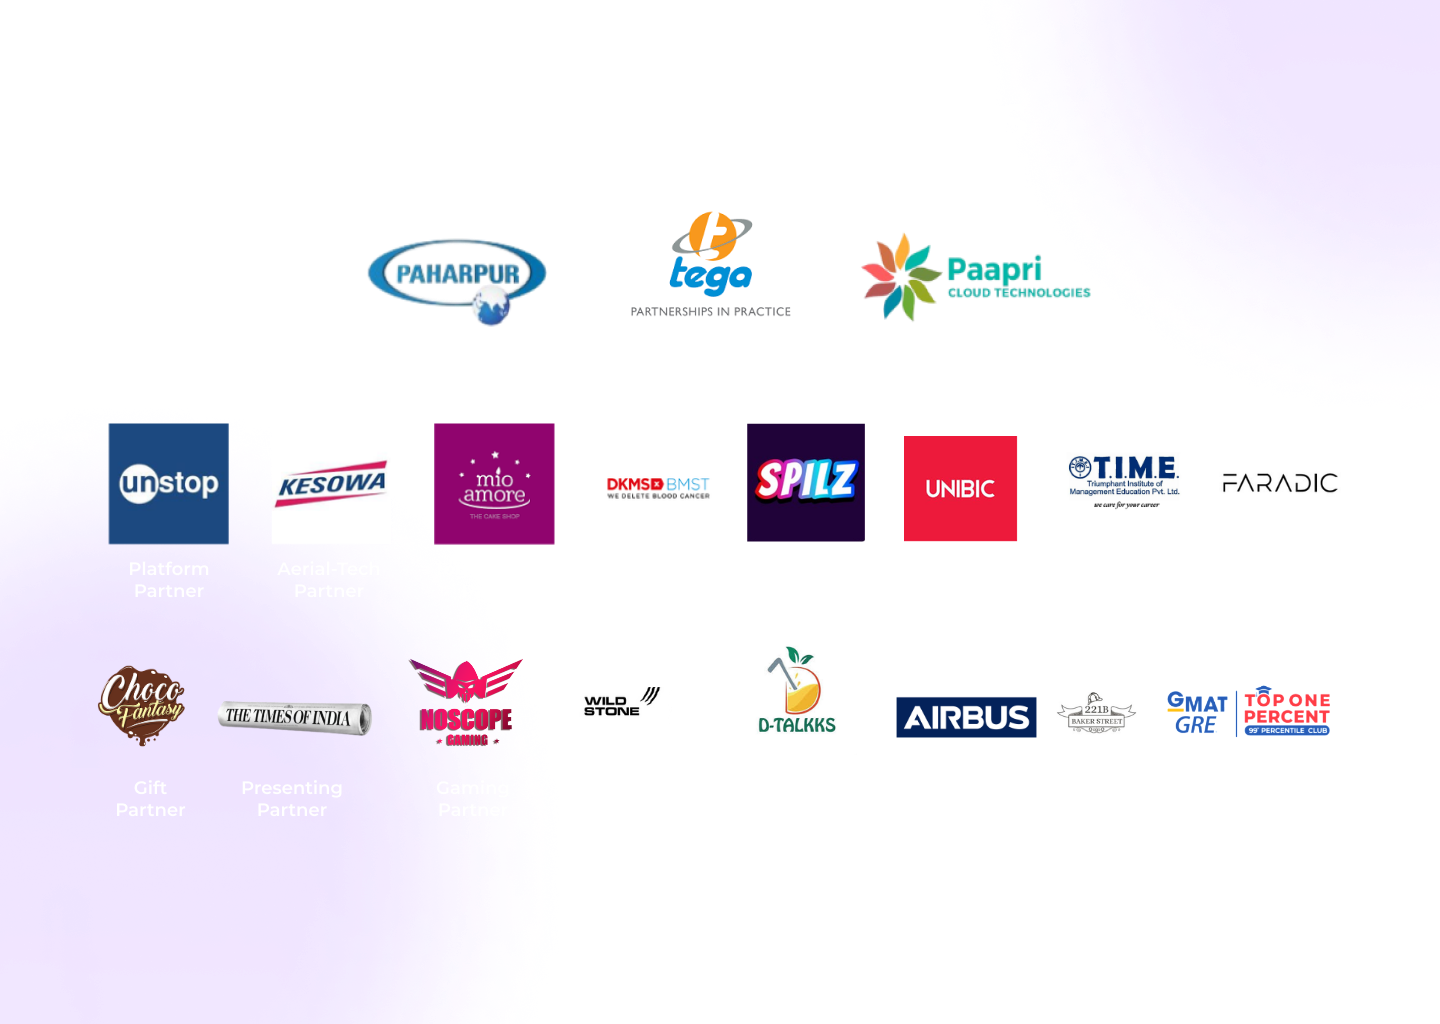 PAHARPUR
tega
PARTNERSHIPS IN PRACTICE
Paapri
CLOUD TECHNOLOGIES
unstop
KESOWA
mio
amore
THE CAKE SHOP
DKMS BMST
WE DELETE BLOOD CANCER
SPILZ
UNIBIC
T.I.M.E.
Triumphant Institute of
Management Education Pvt. Ltd.
we care for your career
FARADIC
Platform
Partner
Aerial-Tech
Partner
Choco
Fantasy
THE TIMES OF INDIA
NOSCOPE
GAMING
WILD
STONE
D-TALKKS
AIRBUS
221B
BAKER STREET
GMAT
GRE
TOP ONE
PERCENT
99 PERCENTILE CLUB
Gift
Partner
Presenting
Partner
Gaming
Partner